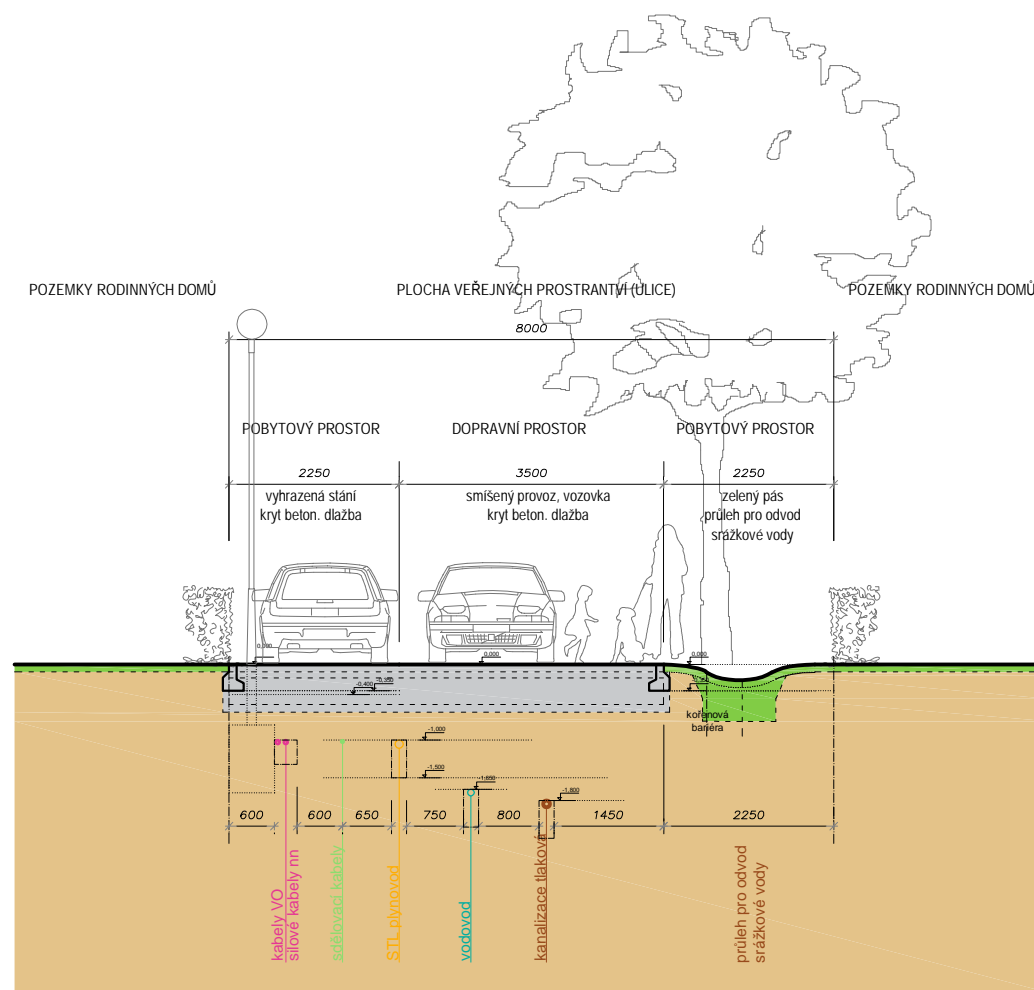 POZEMKY RODINNÝCH DOMŮ
PLOCHA VEŘEJNÝCH PROSTRANTVÍ (ULICE)
POZEMKY RODINNÝCH DOMŮ
8000
POBYTOVÝ PROSTOR
DOPRAVNÍ PROSTOR
POBYTOVÝ PROSTOR
2250
3500
2250
vyhrazená stání
kryt beton. dlažba
smíšený provoz, vozovka
kryt beton. dlažba
zelený pás
průleh pro odvod
srážkové vody
0,000
0,000
-0,400
-0,350
kořenová
bariéra
-1,000
-1,500
-1,800
600
600
650
750
800
1450
2250
kabely VO
silové kabely nn
sdělovací kabely
STL plynovod
vodovod
kanalizace tlaková
průleh pro odvod
srážkové vody